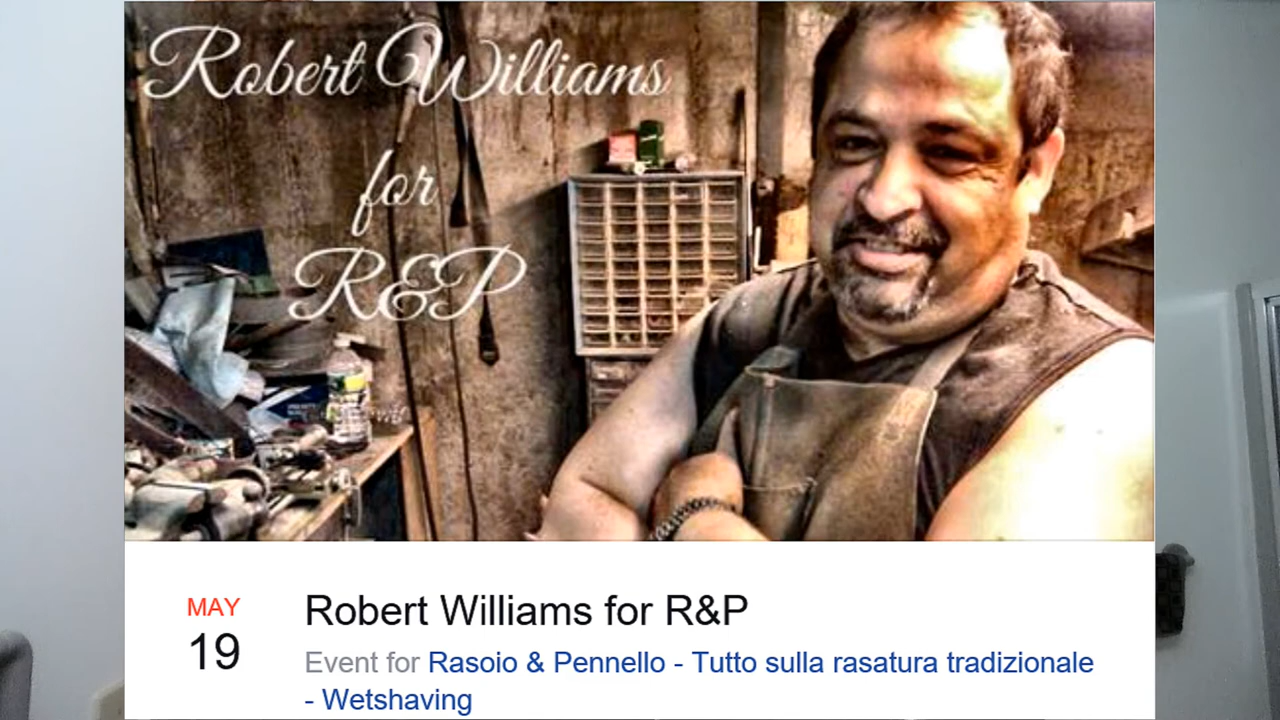 Robert Williams
for
R&P
MAY
19
Robert Williams for R&P
Event for Rasoio & Pennello - Tutto sulla rasatura tradizionale
- Wetshaving